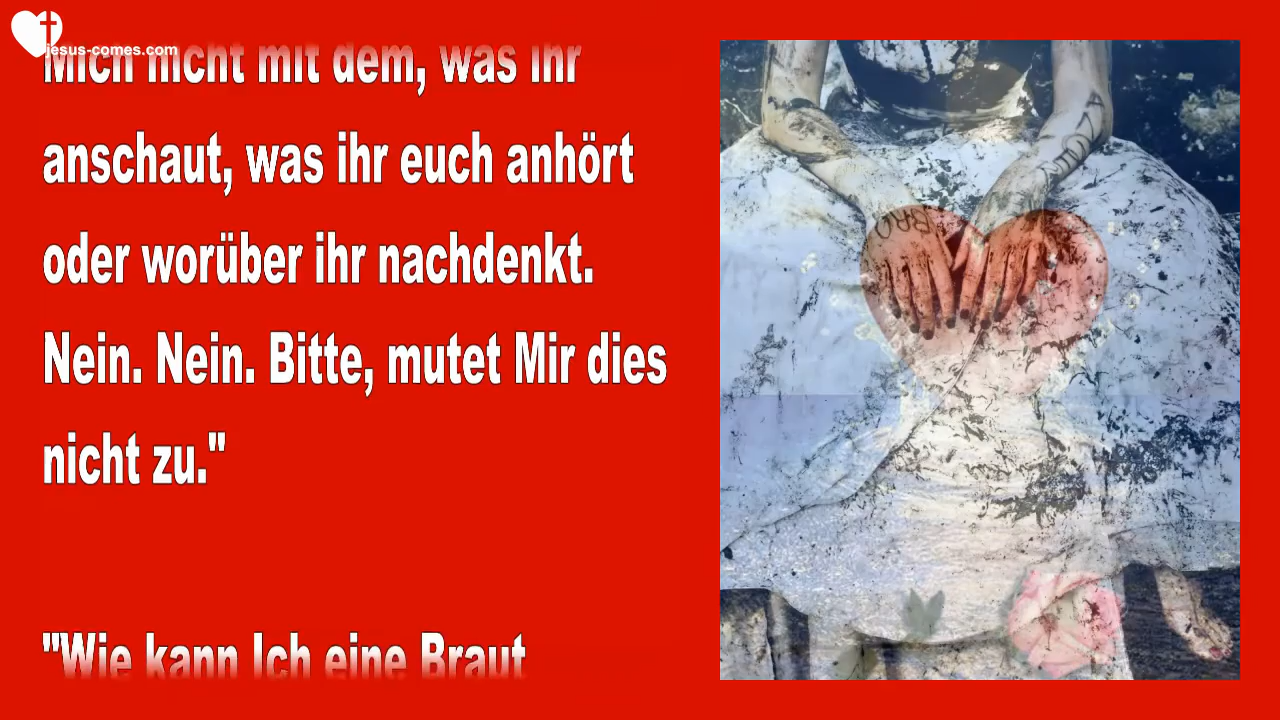 jesus-comes.com
Mich nicht mit dem, was ihr
anschaut, was ihr euch anhört
oder worüber ihr nachdenkt.
Nein. Nein. Bitte, mutet Mir dies
nicht zu."
"Wie kann Ich eine Braut